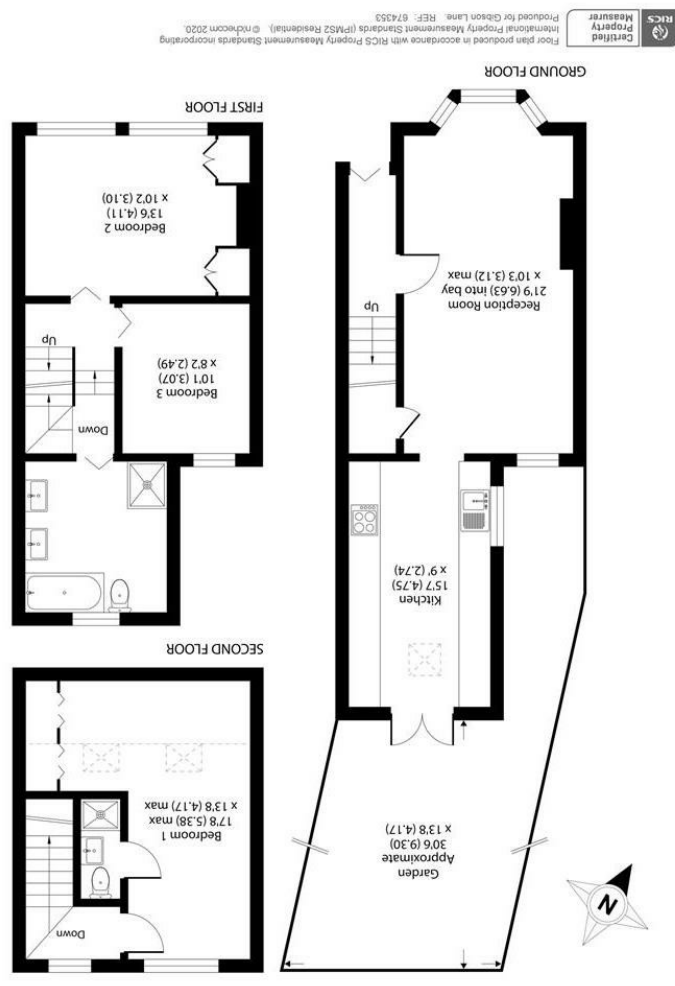 N
Garden
Approximate
30'6 (9.30)
x 13'8 (4.17)
Kitchen
15'7 (4.75)
x 9' (2.74)
Up
Reception Room
21'9 (6.63) into bay
x 10'3 (3.12) max
GROUND FLOOR
Down
Bedroom 1
17'8 (5.38) max
x 13'8 (4.17) max
SECOND FLOOR
Down
Up
Bedroom 3
10'1 (3.07)
x 8'2 (2.49)
Bedroom 2
13'6 (4.11)
x 10'2 (3.10)
FIRST FLOOR
RICS
Certified
Property
Measurer
Floor plan produced in accordance with RICS Property Measurement Standards incorporating
International Property Measurement Standards (IPMS2 Residential). ©nichecom 2020.
Produced for Gibson Lane. REF: 674353